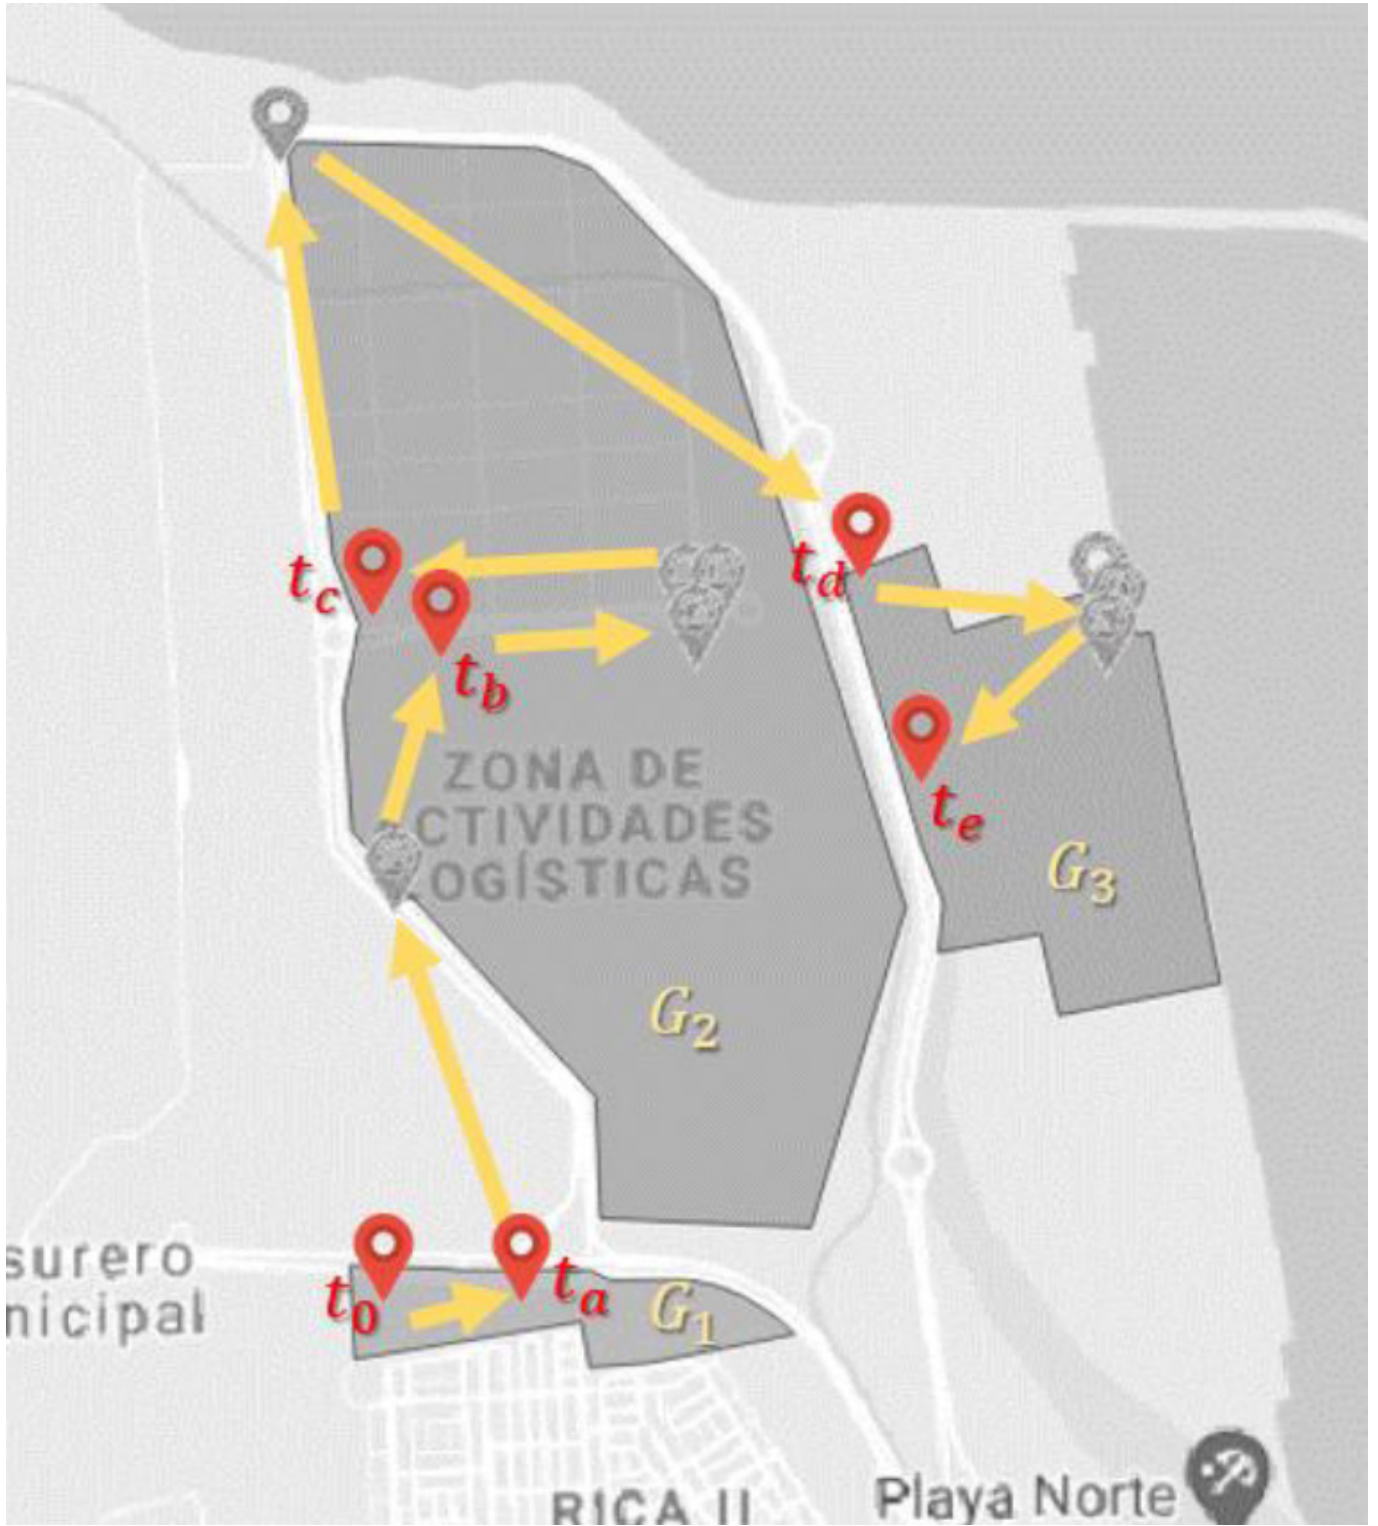 t_c
t_d
t_b
ZONA DE
CTIVIDADES
OGÍSTICAS
t_e
G_3
G_2
surero
nicipal
t_0
t_a
G_1
RICA II
Playa Norte